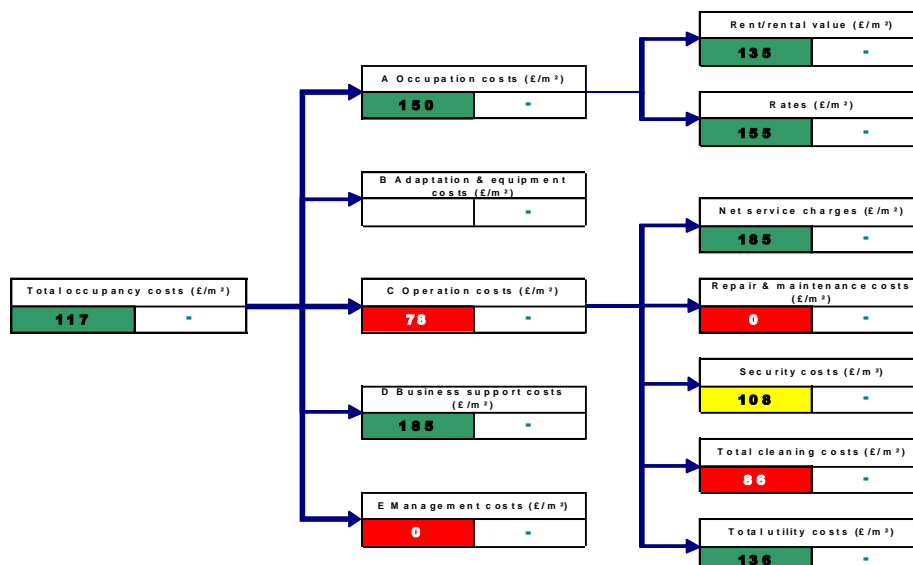 Rent/rental value (£/m²)
135 -
A Occupation costs (£/m²)
150 -
Rates (£/m²)
155 -
B Adaptation & equipment
costs (£/m²)
-
Net service charges (£/m²)
185 -
Total occupancy costs (£/m²)
117 -
C Operation costs (£/m²)
78 -
Repair & maintenance costs
(£/m²)
0 -
Security costs (£/m²)
108 -
D Business support costs
(£/m²)
185 -
Total cleaning costs (£/m²)
86 -
E Management costs (£/m²)
0 -
Total utility costs (£/m²)
136 -